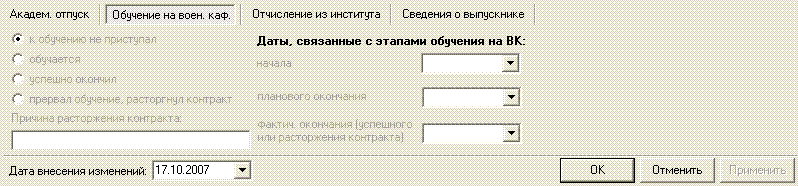 Академ. отпуск Обучение на воен. каф. Отчисление из института Сведения о выпускнике
к обучению не приступал
обучается
успешно окончил
прервал обучение, расторгнул контракт
Причина расторжения контракта:
Даты, связанные с этапами обучения на ВК:
начала
планового окончания
Фактич. окончания (успешного
или расторжения контракта)
Дата внесения изменений: 17.10.2007 OK Отменить Применить